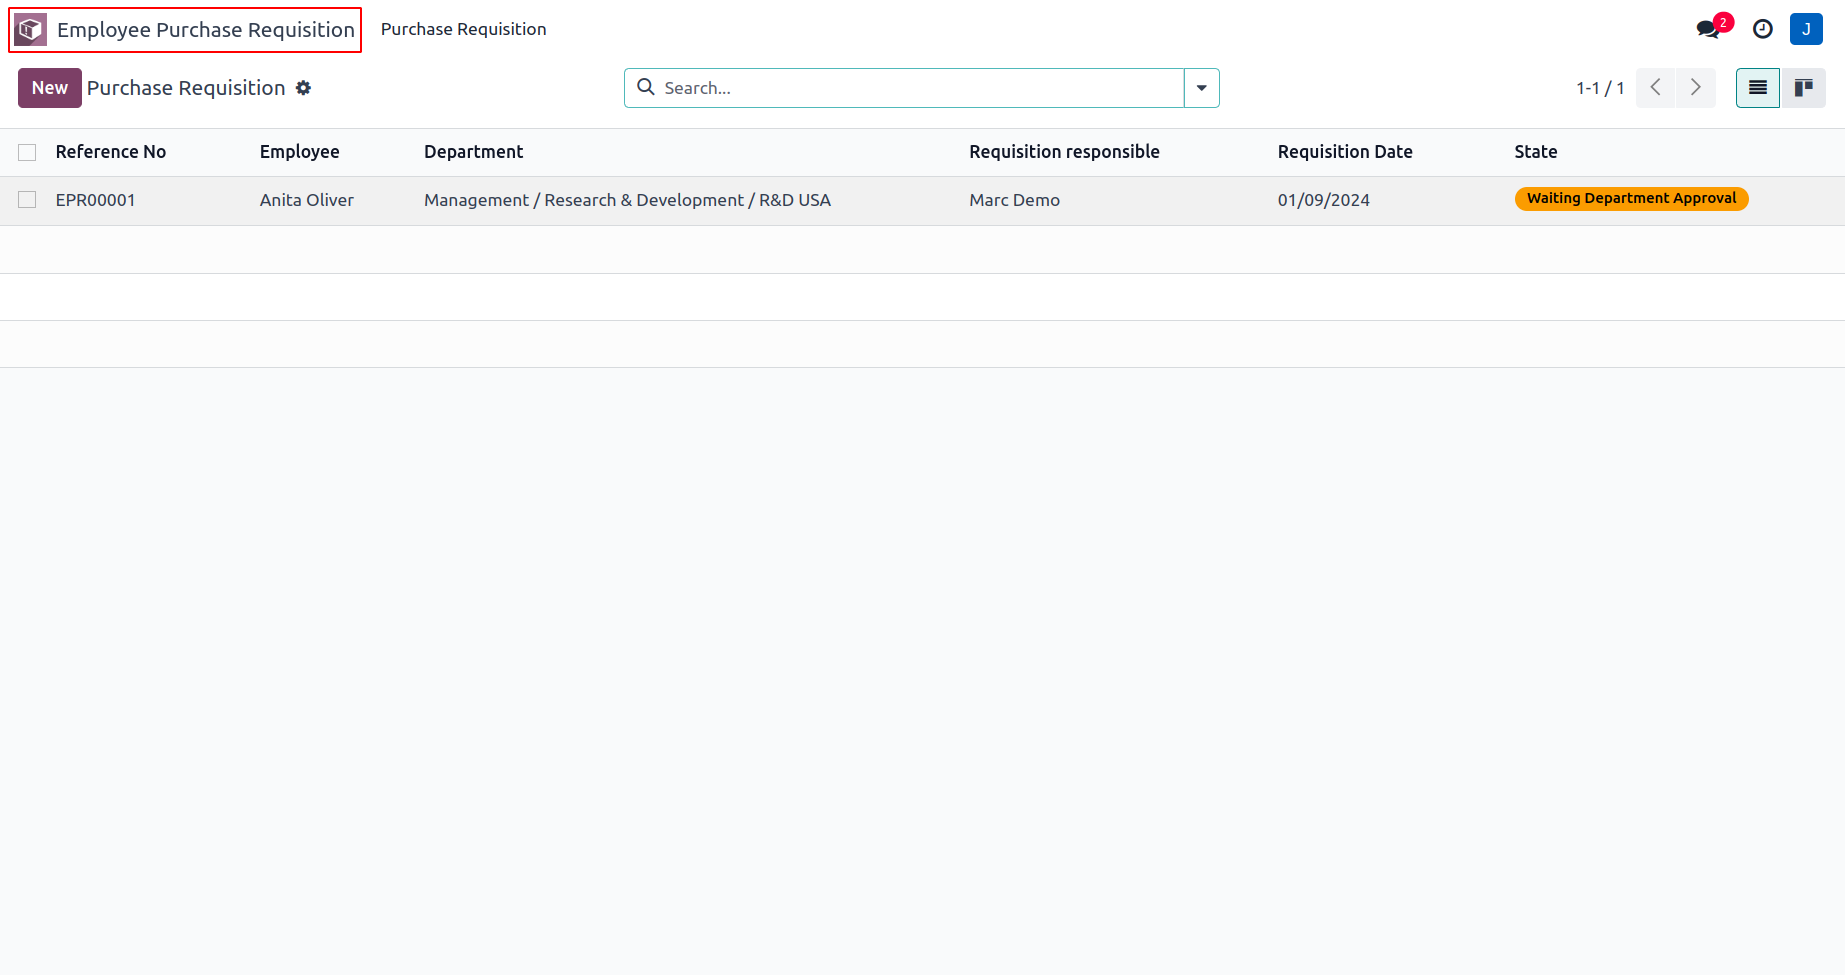 Employee Purchase Requisition Purchase Requisition 2 J
New Purchase Requisition Search... 1-1 / 1
Reference No Employee Department Requisition responsible Requisition Date State
EPR00001 Anita Oliver Management / Research & Development / R&D USA Marc Demo 01/09/2024 Waiting Department Approval